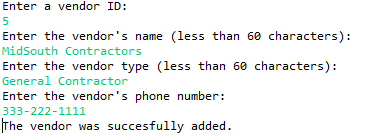 Enter a vendor ID:
5
Enter the vendor's name (less than 60 characters):
MidSouth Contractors
Enter the vendor type (less than 60 characters):
General Contractor
Enter the vendor's phone number:
333-222-1111
The vendor was succesfully added.